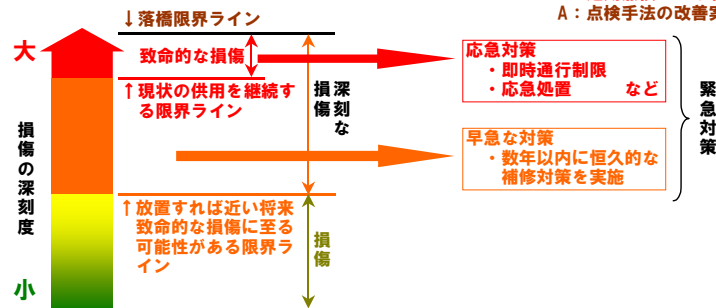 A：点検手法の改善
↓落橋限界ライン
大
致命的な損傷
↑現状の供用を継続す
る限界ライン
深刻な
損傷
応急対策
・即時通行制限
・応急処置　　など
緊急対策
損傷の深刻度
早急な対策
・数年以内に恒久的な
補修対策を実施
↑放置すれば近い将来
致命的な損傷に至る
可能性がある限界ラ
イン
損傷
小